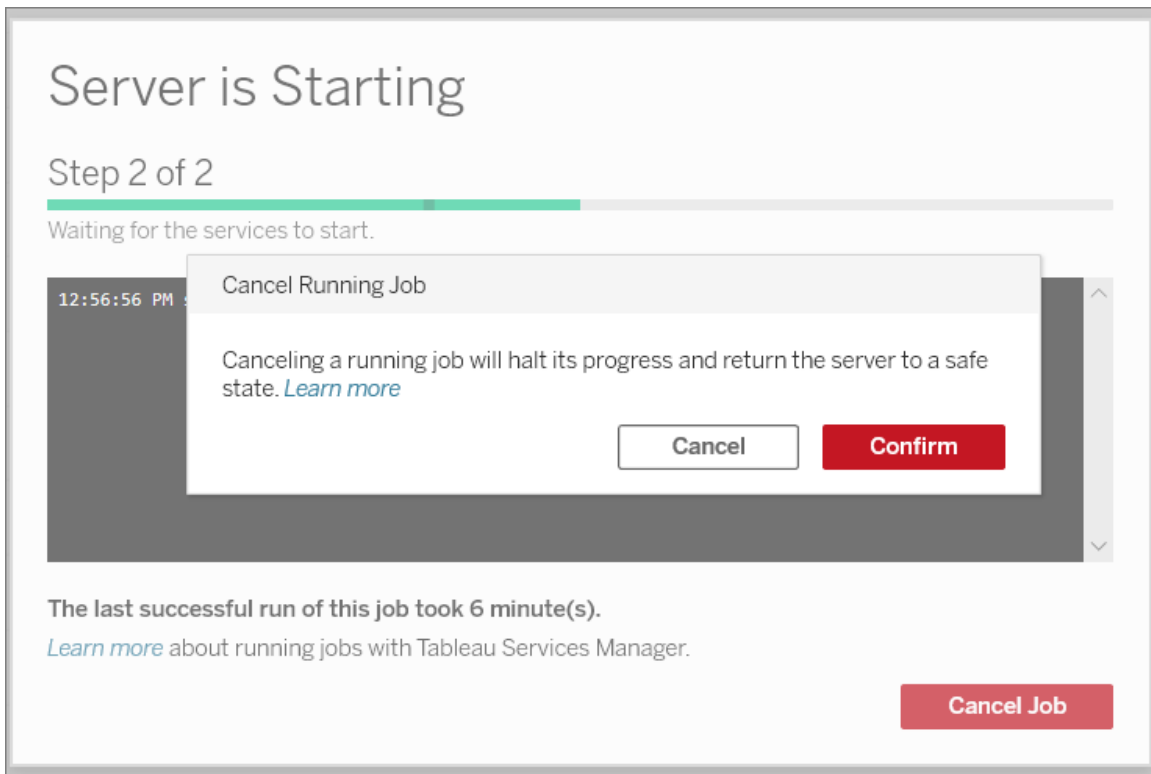 Server is Starting
Step 2 of 2
Waiting for the services to start.
12:56:56 PM
Cancel Running Job
Canceling a running job will halt its progress and return the server to a safe
state. Learn more
Cancel
Confirm
The last successful run of this job took 6 minute(s).
Learn more about running jobs with Tableau Services Manager.
Cancel Job